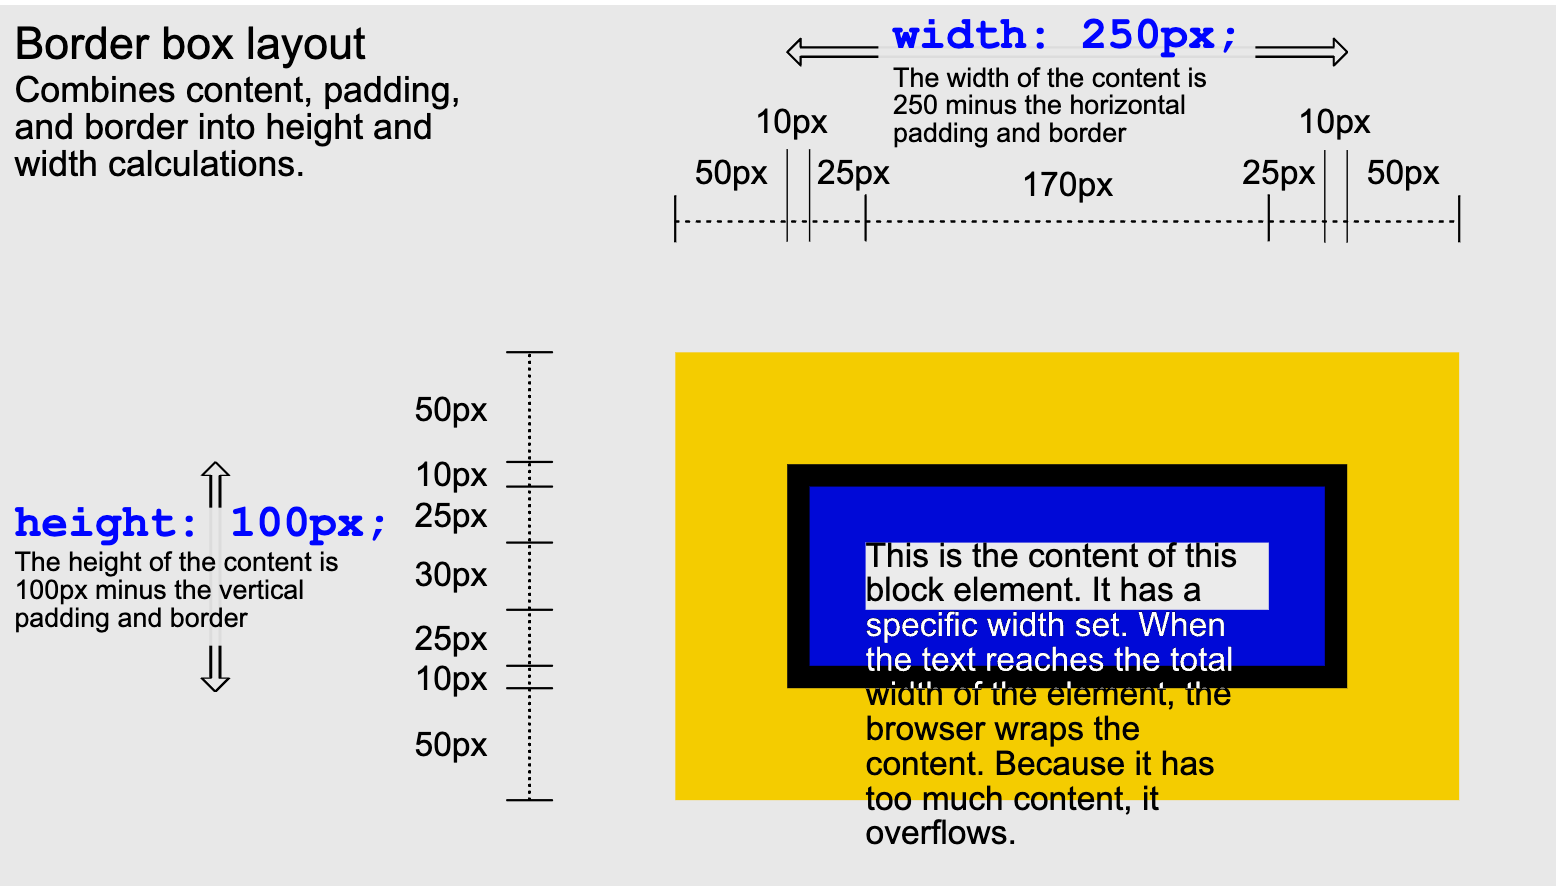 Border box layout
Combines content, padding,
and border into height and
width calculations.
width: 250px;
The width of the content is
250 minus the horizontal
padding and border
10px
10px
50px
25px
170px
25px
50px
50px
10px
25px
30px
25px
10px
50px
height: 100px;
The height of the content is
100px minus the vertical
padding and border
This is the content of this
block element. It has a
specific width set. When
the text reaches the total
width of the element, the
browser wraps the
content. Because it has
too much content, it
overflows.